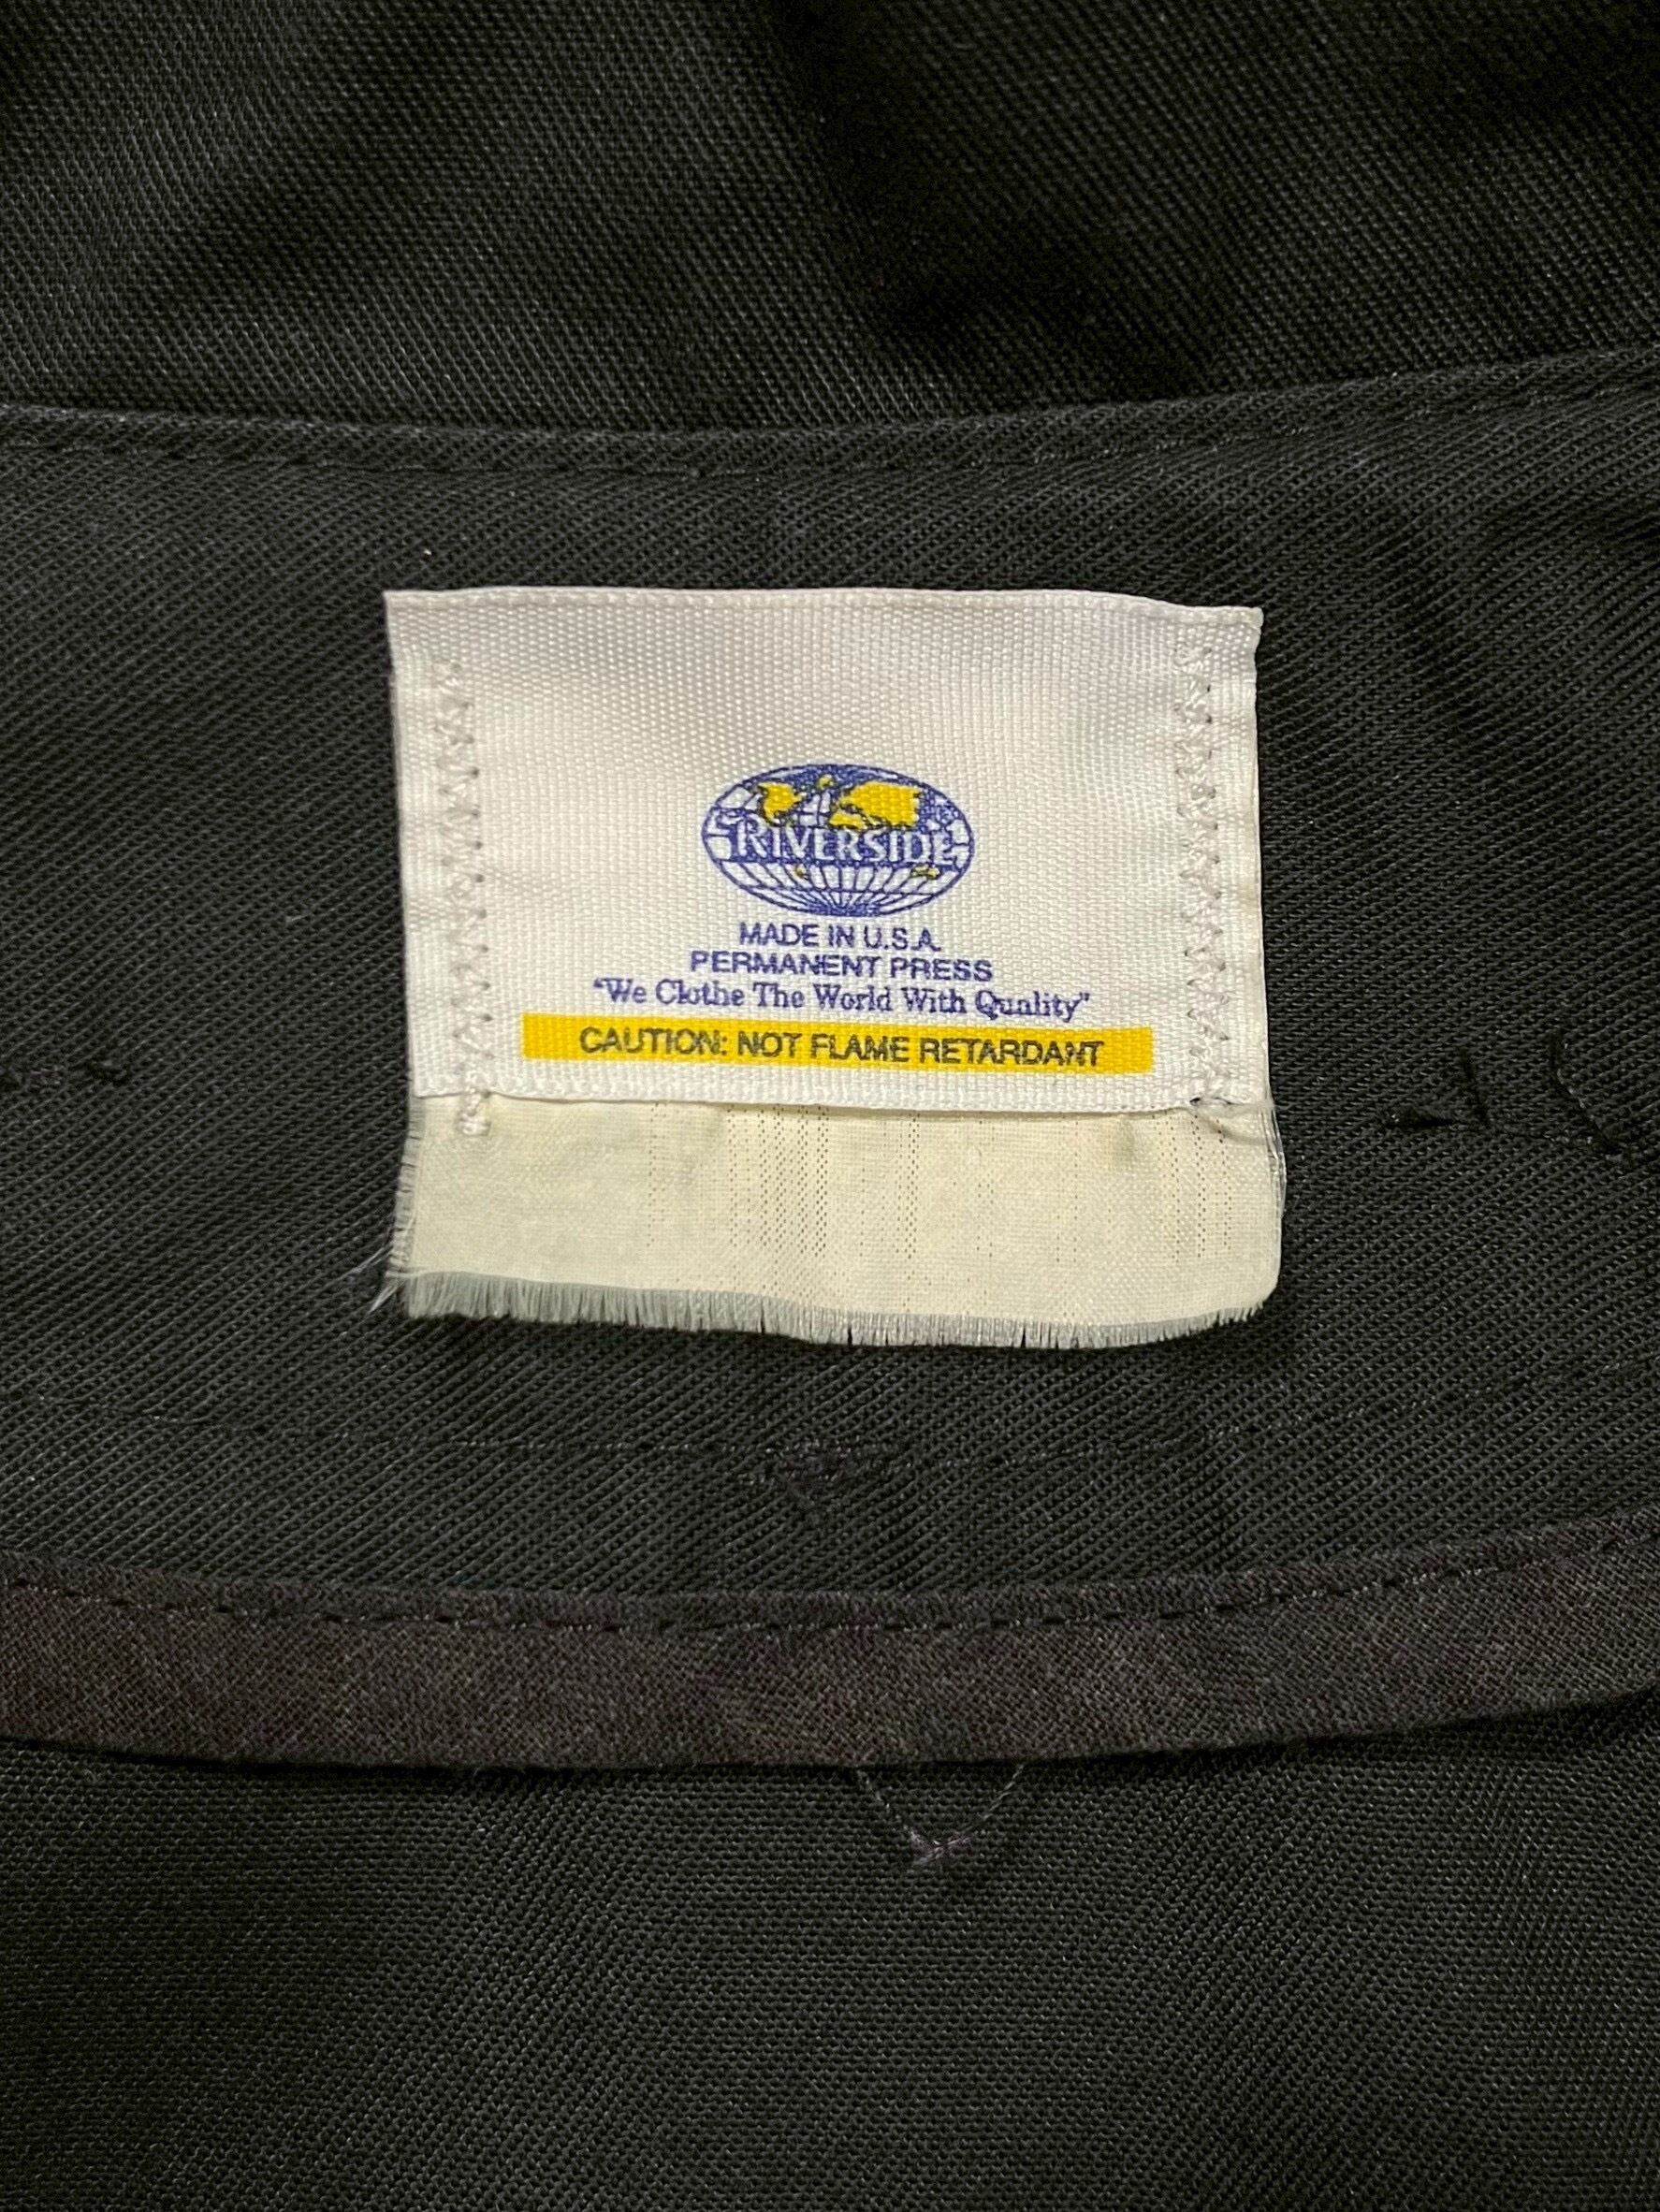 RIVERSIDE
MADE IN U.S.A.
PERMANENT PRESS
"We Clothe The World With Quality"
CAUTION: NOT FLAME RETARDANT